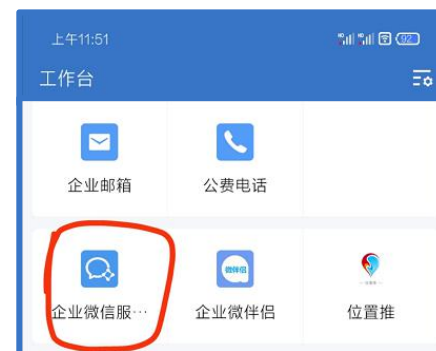 上午11:51 92
工作台
企业邮箱 公费电话
微伴侣
企业微信服… 企业微伴侣 位置推